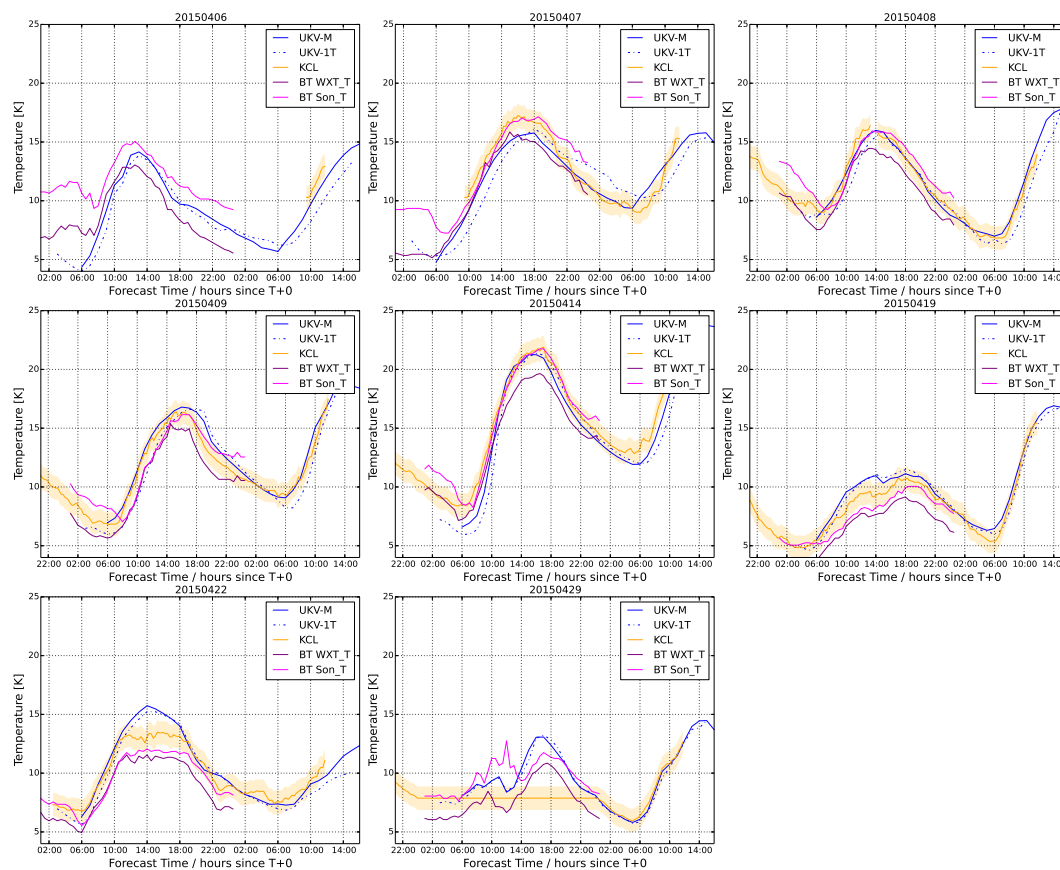 20150406
Temperature [K]
25
20
15
10
5
UKV-M
UKV-1T
KCL
BT WXT_T
BT Son_T
02:00 06:00 10:00 14:00 18:00 22:00 02:00 06:00 10:00 14:00
Forecast Time / hours since T+0
20150407
Temperature [K]
25
20
15
10
5
UKV-M
UKV-1T
KCL
BT WXT_T
BT Son_T
02:00 06:00 10:00 14:00 18:00 22:00 02:00 06:00 10:00 14:00
Forecast Time / hours since T+0
20150408
Temperature [K]
25
20
15
10
5
UKV-M
UKV-1T
KCL
BT WXT_T
BT Son_T
22:00 02:00 06:00 10:00 14:00 18:00 22:00 02:00 06:00 10:00 14:00
Forecast Time / hours since T+0
20150409
Temperature [K]
25
20
15
10
5
UKV-M
UKV-1T
KCL
BT WXT_T
BT Son_T
22:00 02:00 06:00 10:00 14:00 18:00 22:00 02:00 06:00 10:00 14:00
Forecast Time / hours since T+0
20150414
Temperature [K]
25
20
15
10
5
UKV-M
UKV-1T
KCL
BT WXT_T
BT Son_T
22:00 02:00 06:00 10:00 14:00 18:00 22:00 02:00 06:00 10:00 14:00
Forecast Time / hours since T+0
20150419
Temperature [K]
25
20
15
10
5
UKV-M
UKV-1T
KCL
BT WXT_T
BT Son_T
22:00 02:00 06:00 10:00 14:00 18:00 22:00 02:00 06:00 10:00 14:00
Forecast Time / hours since T+0
20150422
Temperature [K]
25
20
15
10
5
UKV-M
UKV-1T
KCL
BT WXT_T
BT Son_T
02:00 06:00 10:00 14:00 18:00 22:00 02:00 06:00 10:00 14:00
Forecast Time / hours since T+0
20150429
Temperature [K]
25
20
15
10
5
UKV-M
UKV-1T
KCL
BT WXT_T
BT Son_T
22:00 02:00 06:00 10:00 14:00 18:00 22:00 02:00 06:00 10:00 14:00
Forecast Time / hours since T+0